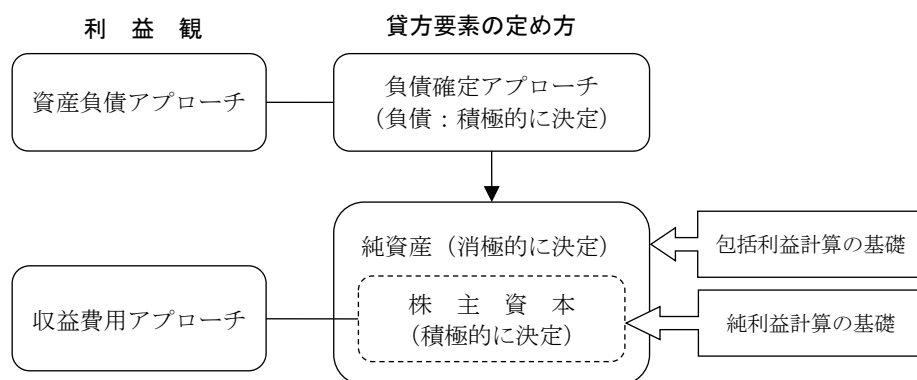 利 益 観
貸方要素の定め方
資産負債アプローチ
負債確定アプローチ
(負債:積極的に決定)
純資産(消極的に決定)
包括利益計算の基礎
収益費用アプローチ
株 主 資 本
(積極的に決定)
純利益計算の基礎